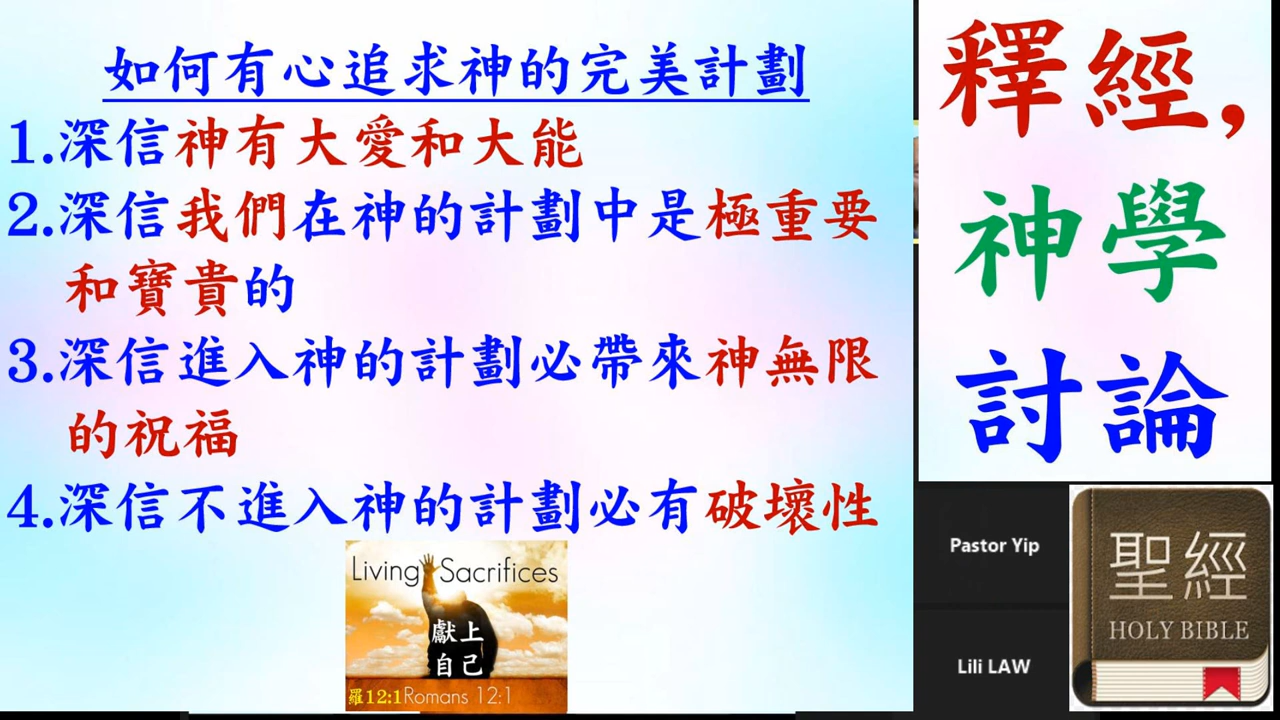 如何有心追求神的完美計劃
1.深信神有大愛和大能
2.深信我們在神的計劃中是極重要
和寶貴的
3.深信進入神的計劃必帶來神無限
的祝福
4.深信不進入神的計劃必有破壞性
Living Sacrifices
獻上
自己
羅12:1Romans 12:1
釋經,
神學
討論
Pastor Yip
Lili LAW
聖經
HOLY BIBLE